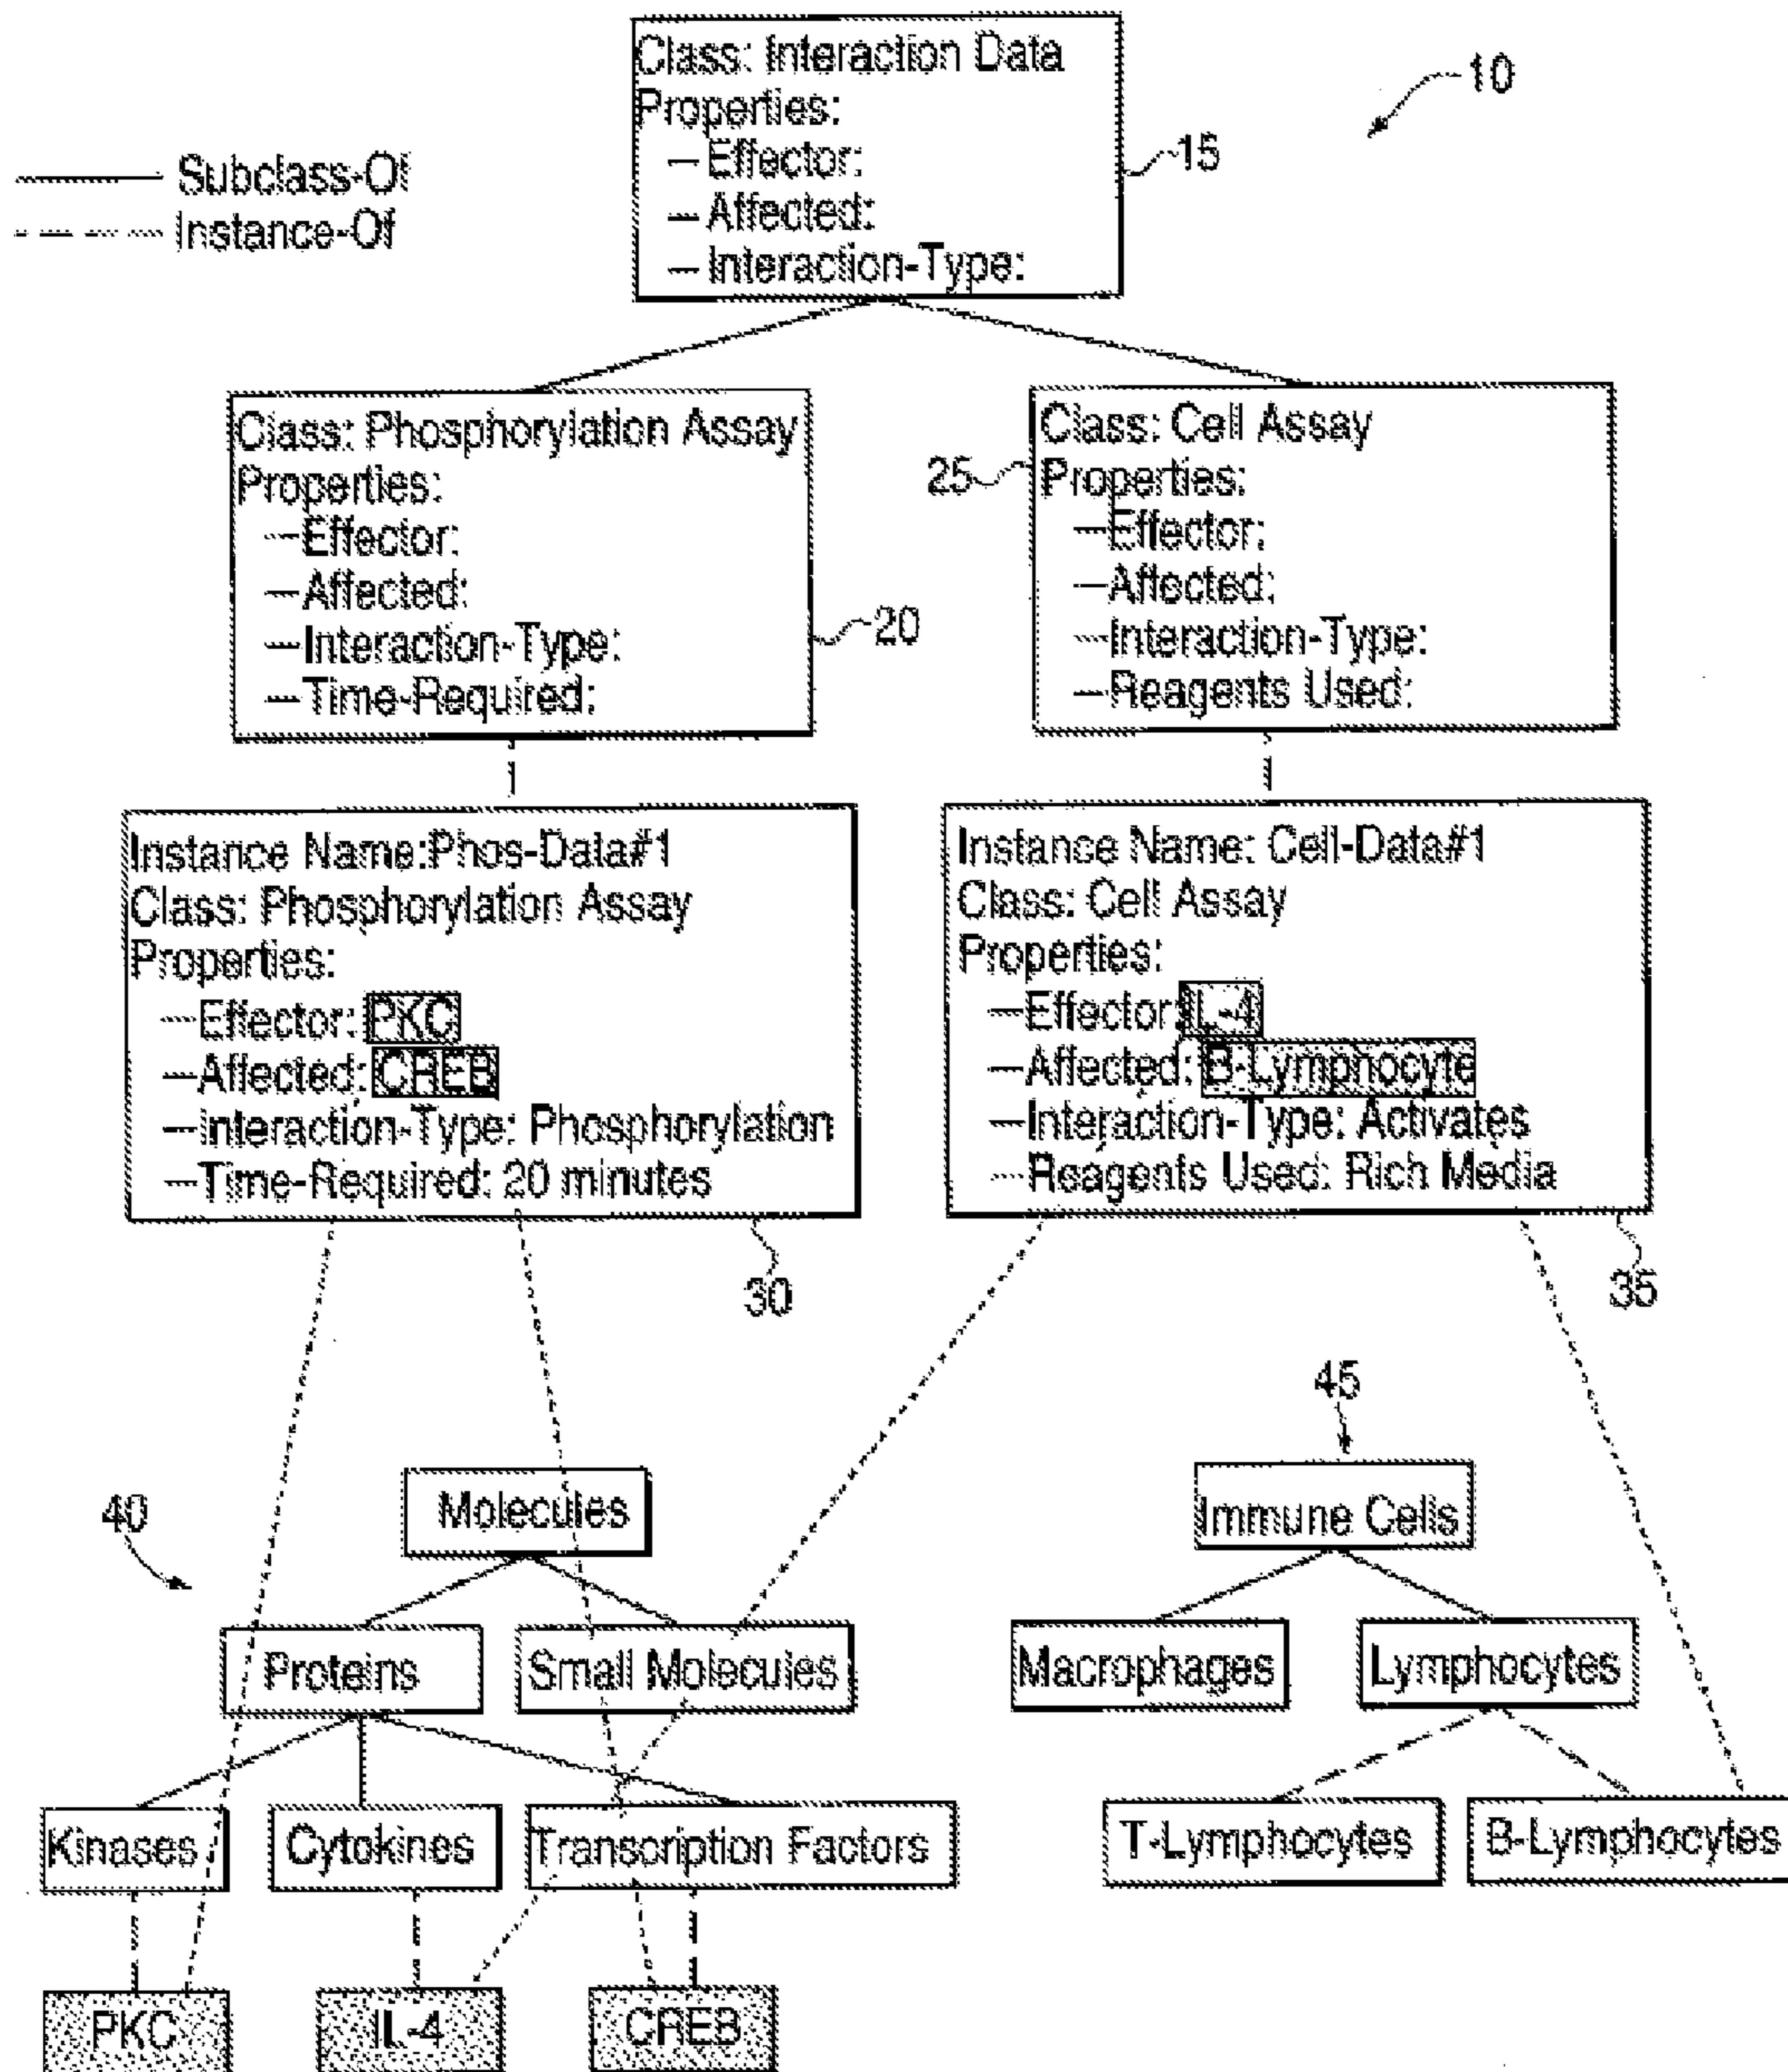 Class: Interaction Data
Properties:
— Effector:
— Affected:
— Interaction-Type:
10
15
Subclass-Of
Instance-Of
Class: Phosphorylation Assay
Properties:
— Effector:
— Affected:
— Interaction-Type:
— Time-Required:
20
Class: Cell Assay
Properties:
— Effector:
— Affected:
— Interaction-Type:
— Reagents Used:
25
Instance Name:Phos-Data#1
Class: Phosphorylation Assay
Properties:
— Effector: PKC
— Affected: CREB
— Interaction-Type: Phosphorylation
— Time-Required: 20 minutes
30
Instance Name: Cell-Data#1
Class: Cell Assay
Properties:
— Effector: IL-4
— Affected: B-Lymphocyte
— Interaction-Type: Activates
— Reagents Used: Rich Media
35
40
Molecules
Proteins
Small Molecules
Kinases
Cytokines
Transcription Factors
PKC
IL-4
CREB
45
Immune Cells
Macrophages
Lymphocytes
T-Lymphocytes
B-Lymphocytes